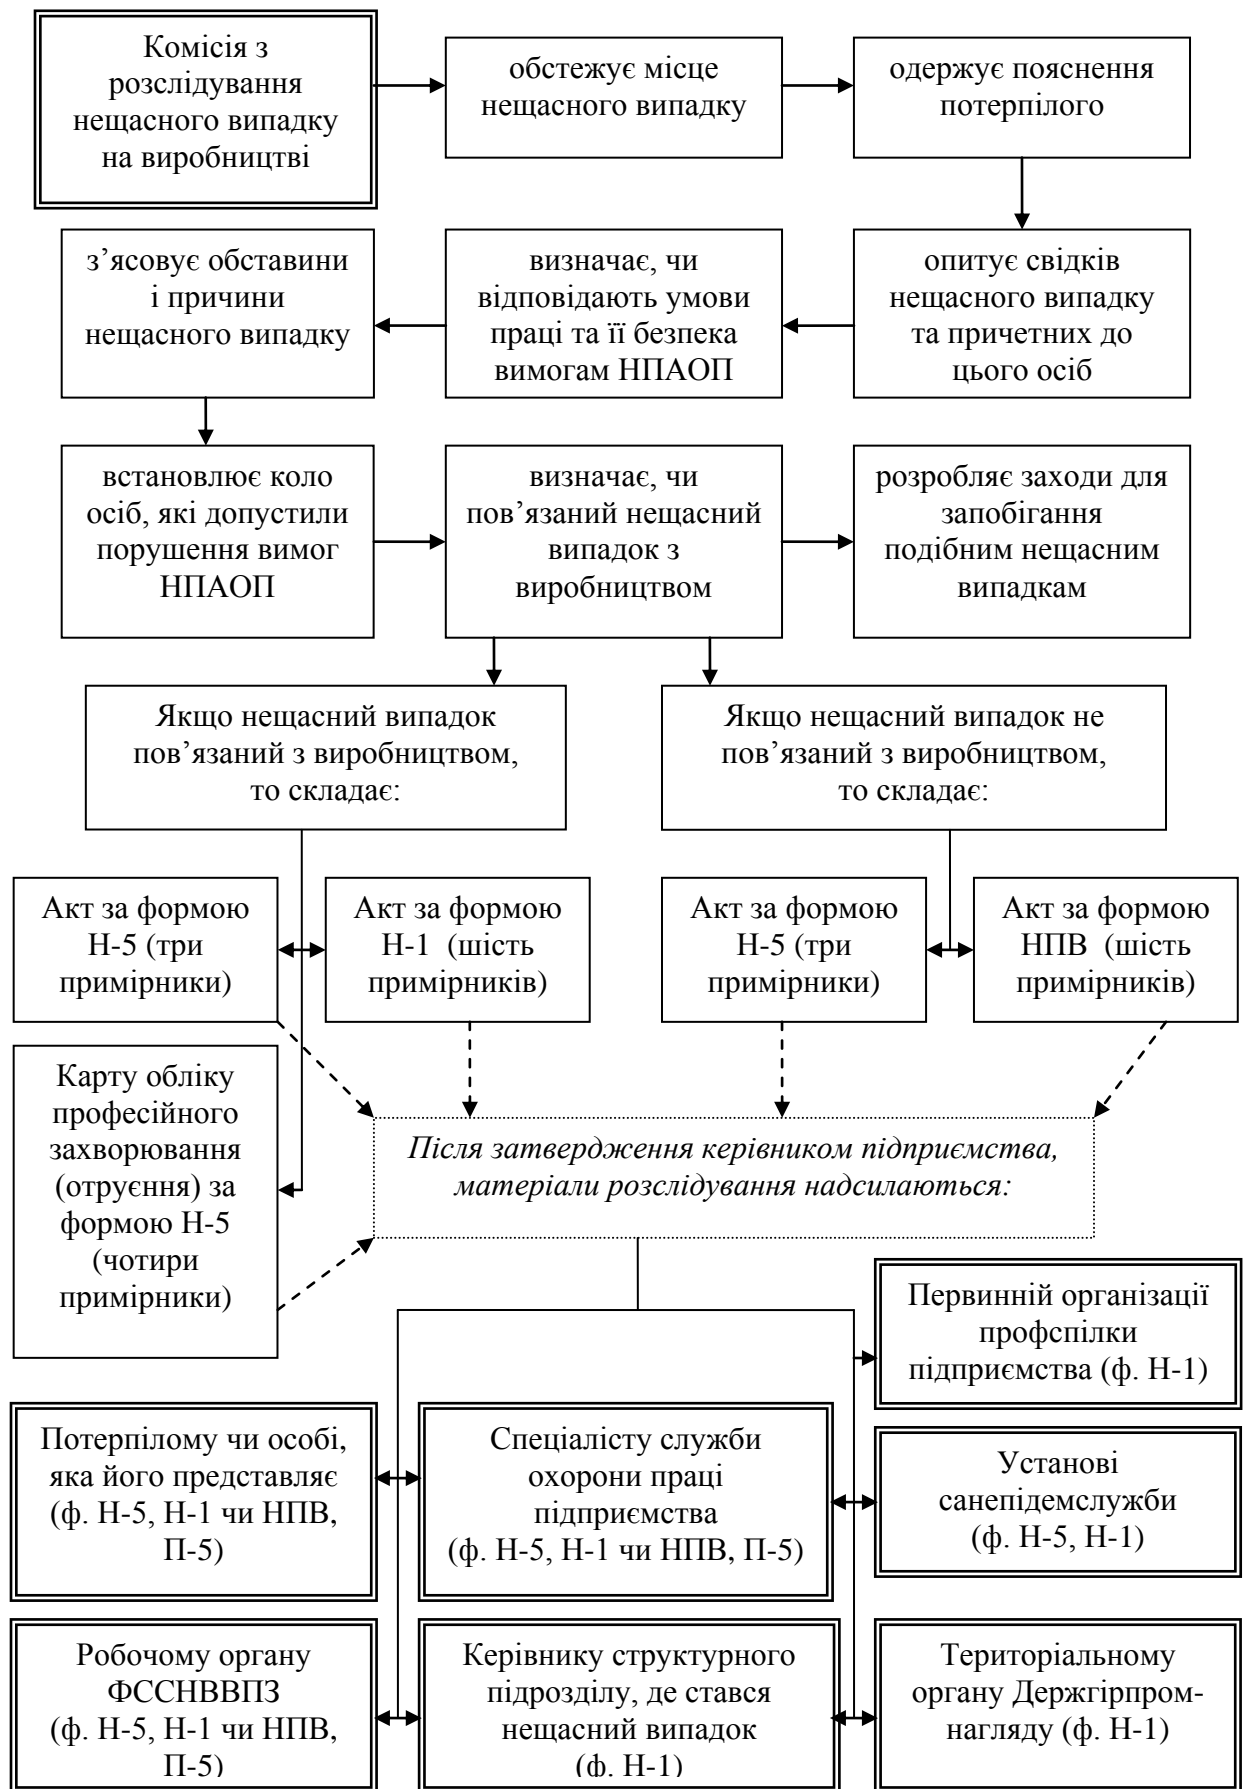 Комісія з
розслідування
нещасного випадку
на виробництві
обстежує місце
нещасного випадку
одержує пояснення
потерпілого
з’ясовує обставини
і причини
нещасного випадку
визначає, чи
відповідають умови
праці та її безпека
вимогам НПАОП
опитує свідків
нещасного випадку
та причетних до
цього осіб
встановлює коло
осіб, які допустили
порушення вимог
НПАОП
визначає, чи
пов’язаний нещасний
випадок з
виробництвом
розробляє заходи для
запобігання
подібним нещасним
випадкам
Якщо нещасний випадок
пов’язаний з виробництвом,
то складає:
Якщо нещасний випадок не
пов’язаний з виробництвом,
то складає:
Акт за формою
Н-5 (три
примірники)
Акт за формою
Н-1 (шість
примірників)
Акт за формою
Н-5 (три
примірники)
Акт за формою
НПВ (шість
примірників)
Карту обліку
професійного
захворювання
(отруєння) за
формою Н-5
(чотири
примірники)
Після затвердження керівником підприємства,
матеріали розслідування надсилаються:
Первинній організації
профспілки
підприємства (ф. Н-1)
Потерпілому чи особі,
яка його представляє
(ф. Н-5, Н-1 чи НПВ,
П-5)
Спеціалісту служби
охорони праці
підприємства
(ф. Н-5, Н-1 чи НПВ, П-5)
Установі
санепідемслужби
(ф. Н-5, Н-1)
Робочому органу
ФССНВВПЗ
(ф. Н-5, Н-1 чи НПВ,
П-5)
Керівнику структурного
підрозділу, де стався
нещасний випадок
(ф. Н-1)
Територіальному
органу Держгірпром-
нагляду (ф. Н-1)